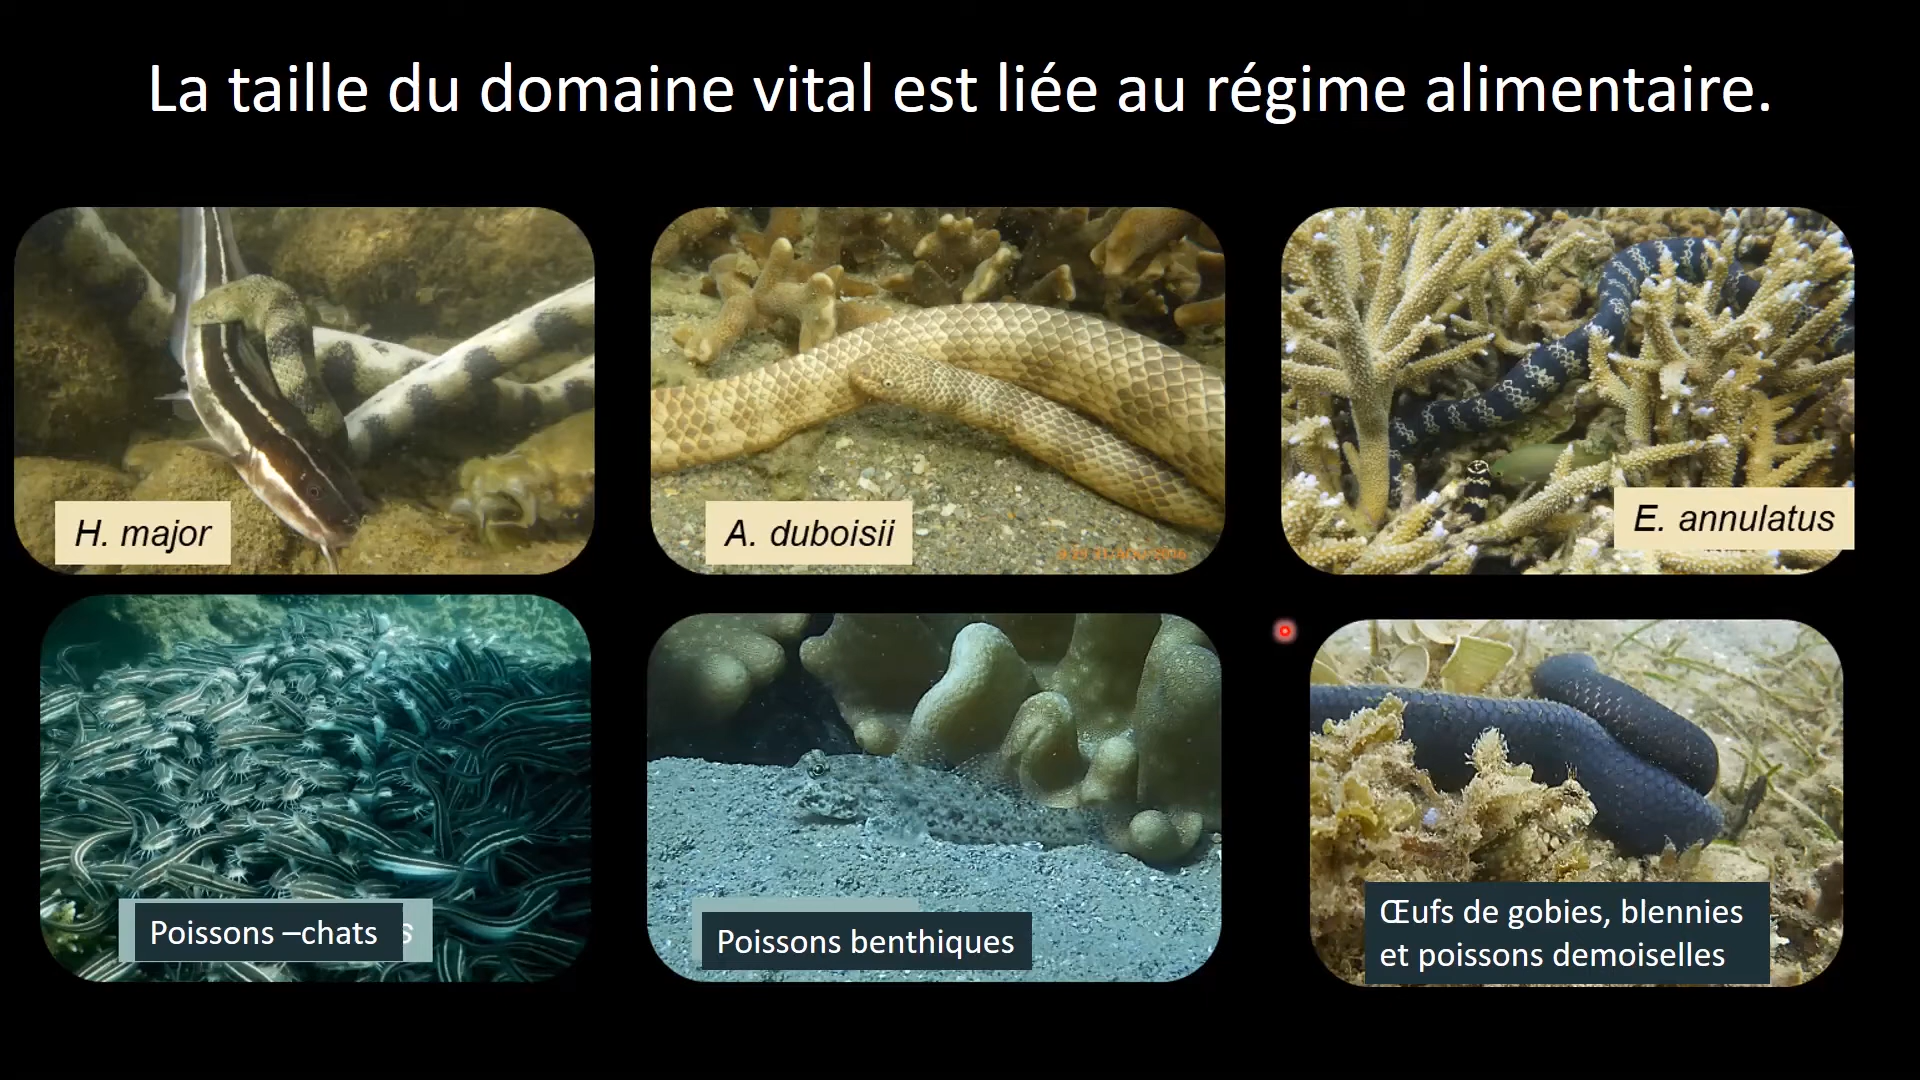 La taille du domaine vital est liée au régime alimentaire.
H. major
A. duboisii
E. annulatus
Poissons –chats
Poissons benthiques
Œufs de gobies, blennies
et poissons demoiselles